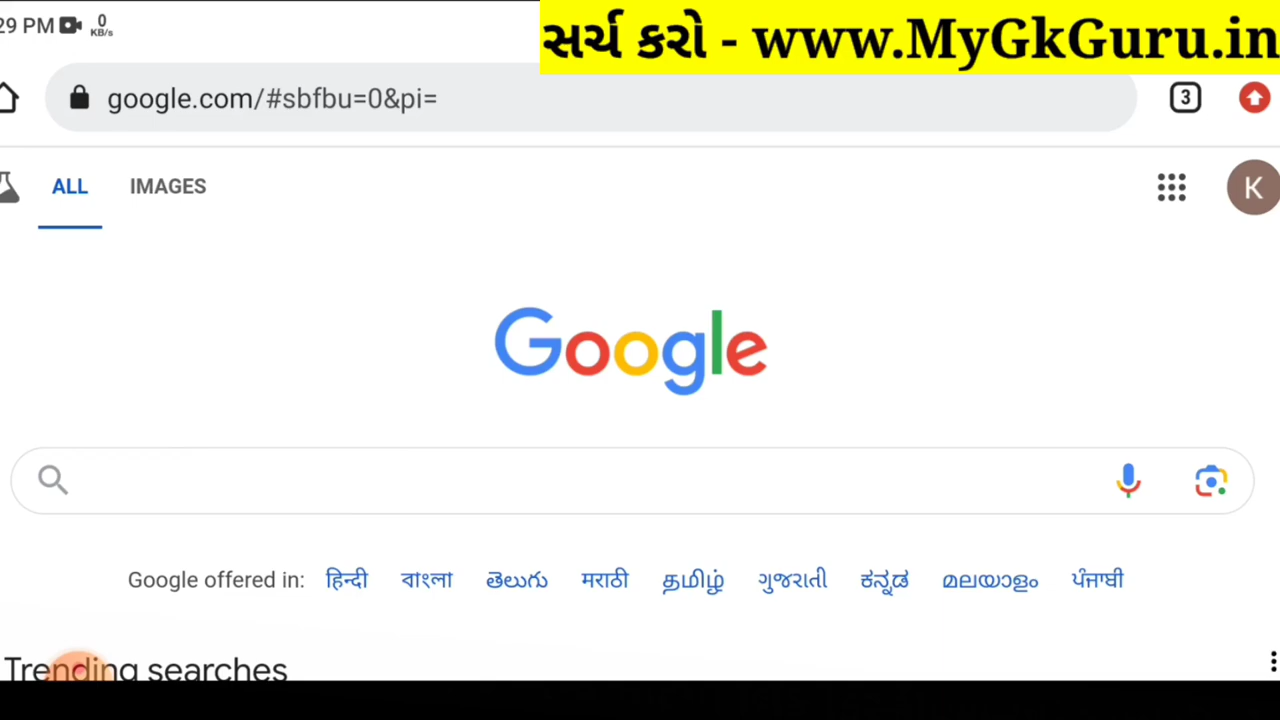 29 PM 0 KB/s
સર્ચ કરો - www.MyGkGuru.in
google.com/#sbfbu=0&pi=
3
ALL IMAGES
K
Google
Google offered in: हिन्दी বাংলা తెలుగు मराठी தமிழ் ગુજરાતી ಕನ್ನಡ മലയാളം ਪੰਜਾਬੀ
Trending searches